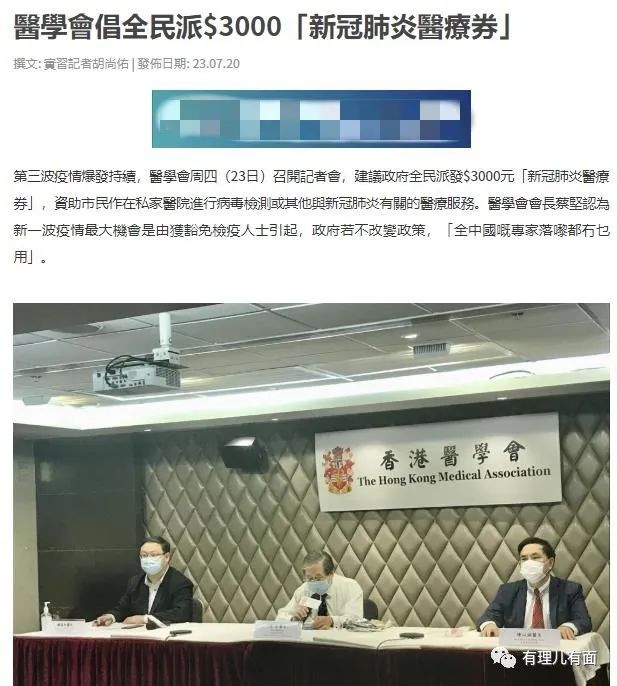 醫學會倡全民派$3000「新冠肺炎醫療券」
撰文: 實習記者胡尚佑 | 發佈日期: 23.07.20
第三波疫情爆發持續，醫學會周四（23日）召開記者會，建議政府全民派發$3000元「新冠肺炎醫療
券」，資助市民作在私家醫院進行病毒檢測或其他與新冠肺炎有關的醫療服務。醫學會會長蔡堅認為
新一波疫情最大機會是由獲豁免檢疫人士引起，政府若不改變政策，「全中國嘅專家落嚟都冇乜
用」。
香港醫學會
The Hong Kong Medical Association
有理儿有面